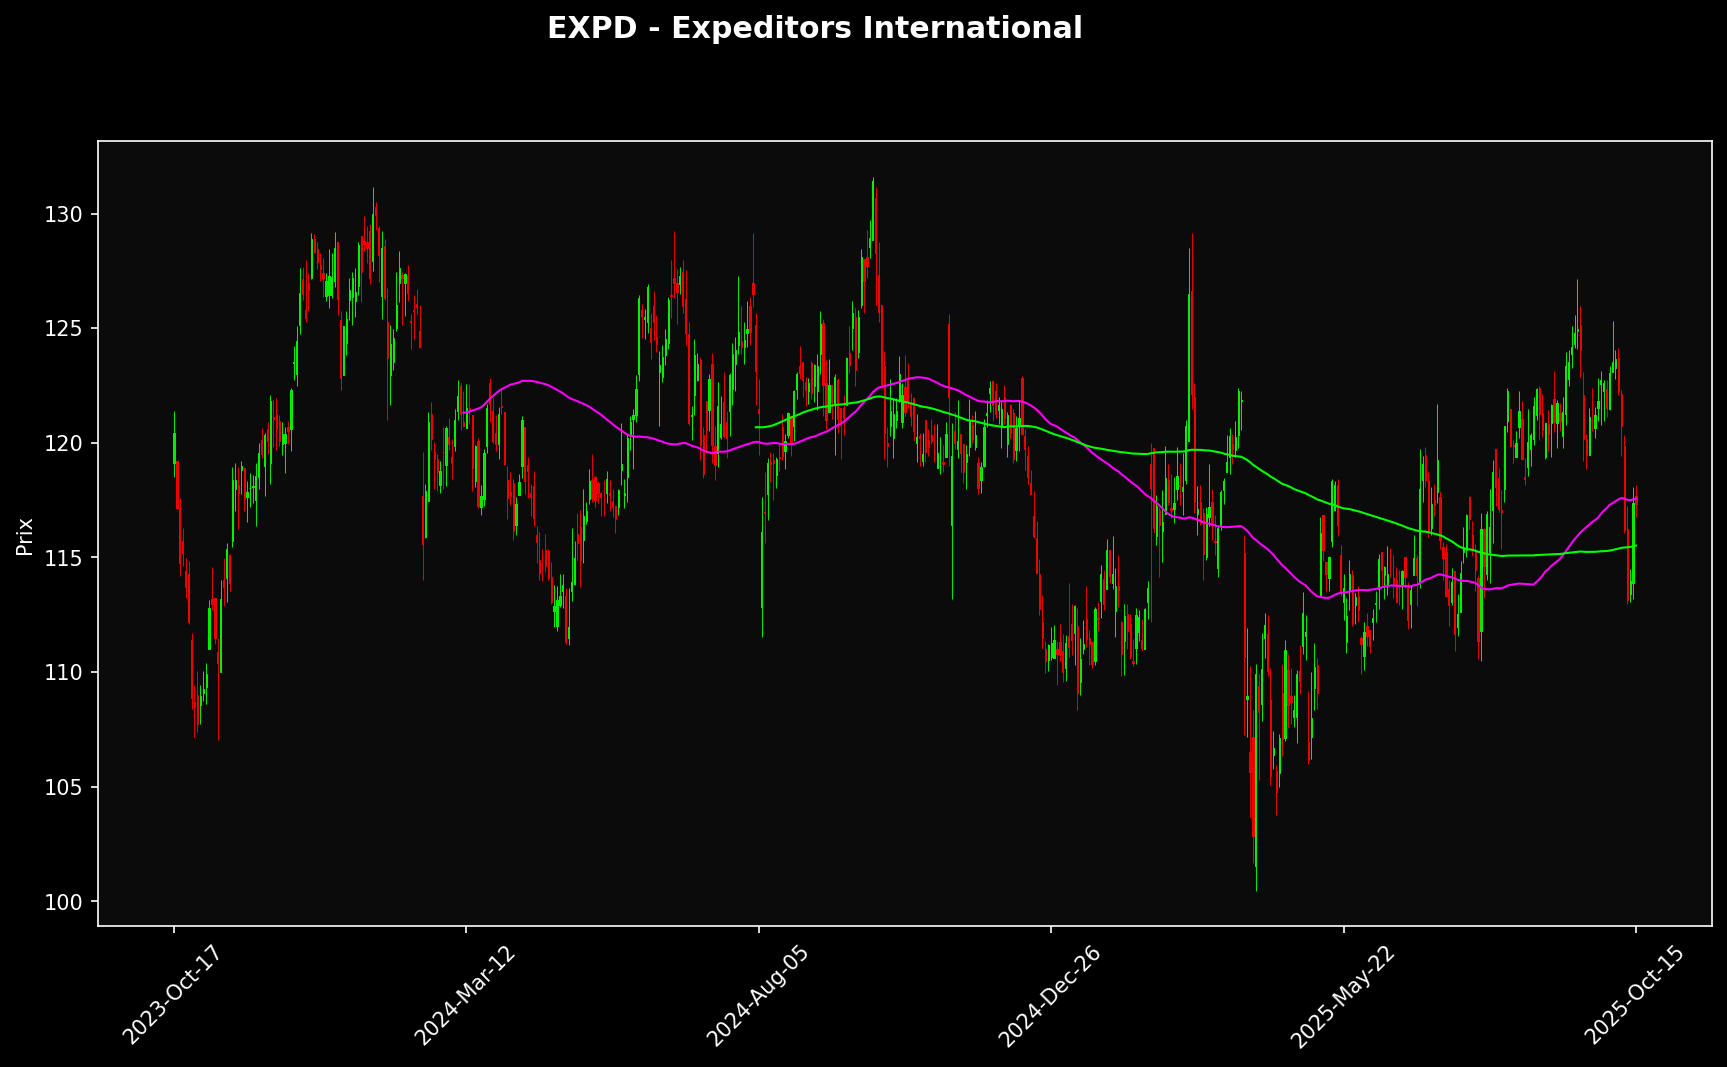 EXPD - Expeditors International
Prix
130
125
120
115
110
105
100
2023-Oct-17
2024-Mar-12
2024-Aug-05
2024-Dec-26
2025-May-22
2025-Oct-15